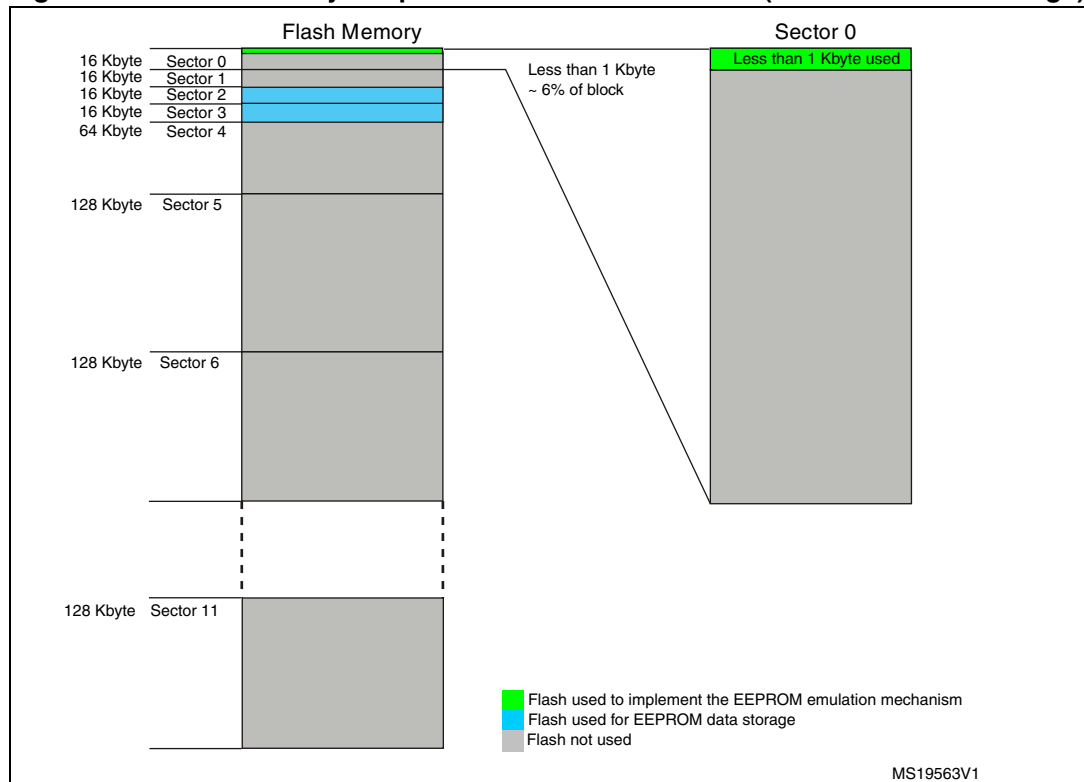 Flash Memory
Sector 0
16 Kbyte Sector 0
16 Kbyte Sector 1
16 Kbyte Sector 2
16 Kbyte Sector 3
64 Kbyte Sector 4
128 Kbyte Sector 5
128 Kbyte Sector 6
128 Kbyte Sector 11
Less than 1 Kbyte
~ 6% of block
Less than 1 Kbyte used
Flash used to implement the EEPROM emulation mechanism
Flash used for EEPROM data storage
Flash not used
MS19563V1